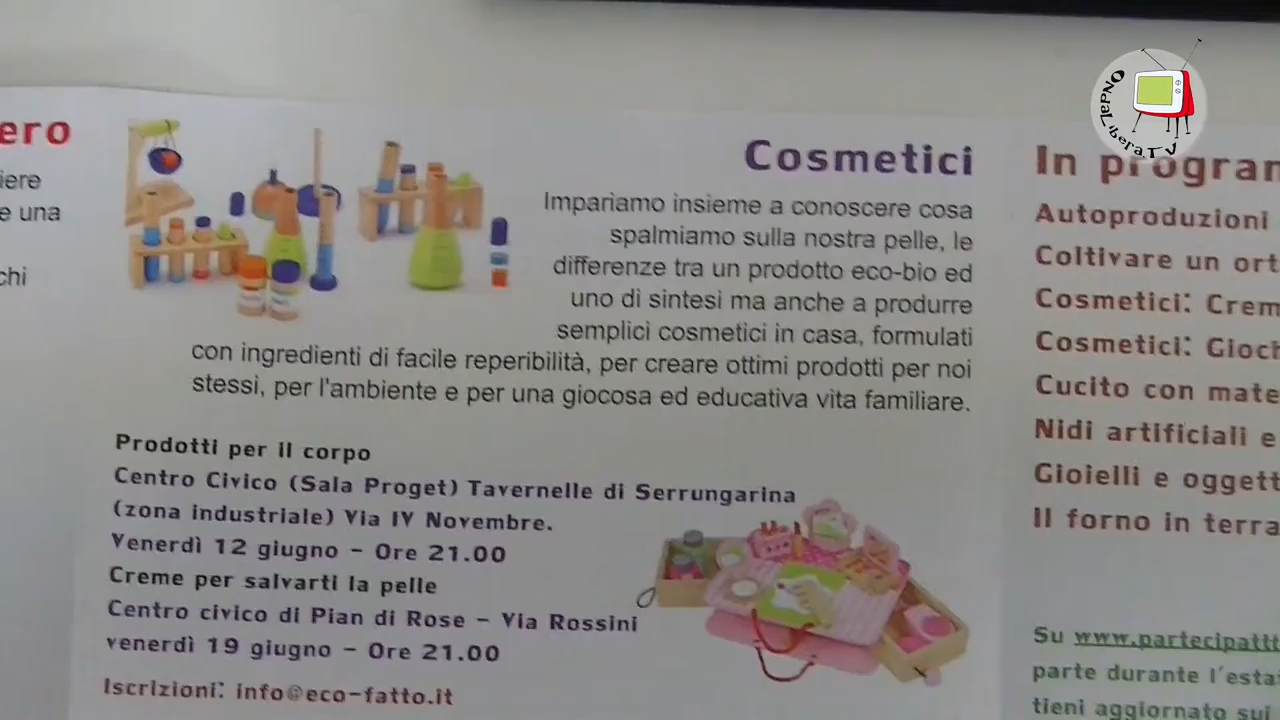 ero
iere
e una
chi
Cosmetici
Impariamo insieme a conoscere cosa
spalmiamo sulla nostra pelle, le
differenze tra un prodotto eco-bio ed
uno di sintesi ma anche a produrre
semplici cosmetici in casa, formulati
con ingredienti di facile reperibilità, per creare ottimi prodotti per noi
stessi, per l'ambiente e per una giocosa ed educativa vita familiare.
Prodotti per il corpo
Centro Civico (Sala Proget) Tavernelle di Serrungarina
(zona industriale) Via IV Novembre.
Venerdì 12 giugno - Ore 21.00
Creme per salvarti la pelle
Centro civico di Pian di Rose - Via Rossini
venerdì 19 giugno - Ore 21.00
Iscrizioni: info@eco-fatto.it
In program
Autoproduzioni
Coltivare un ort
Cosmetici: Crem
Cosmetici: Gioch
Cucito con mate
Nidi artificiali e
Gioielli e oggett
Il forno in terra
Su www.partecipatt
parte durante l'estat
tieni aggiornato sui
OndaLibera.TV